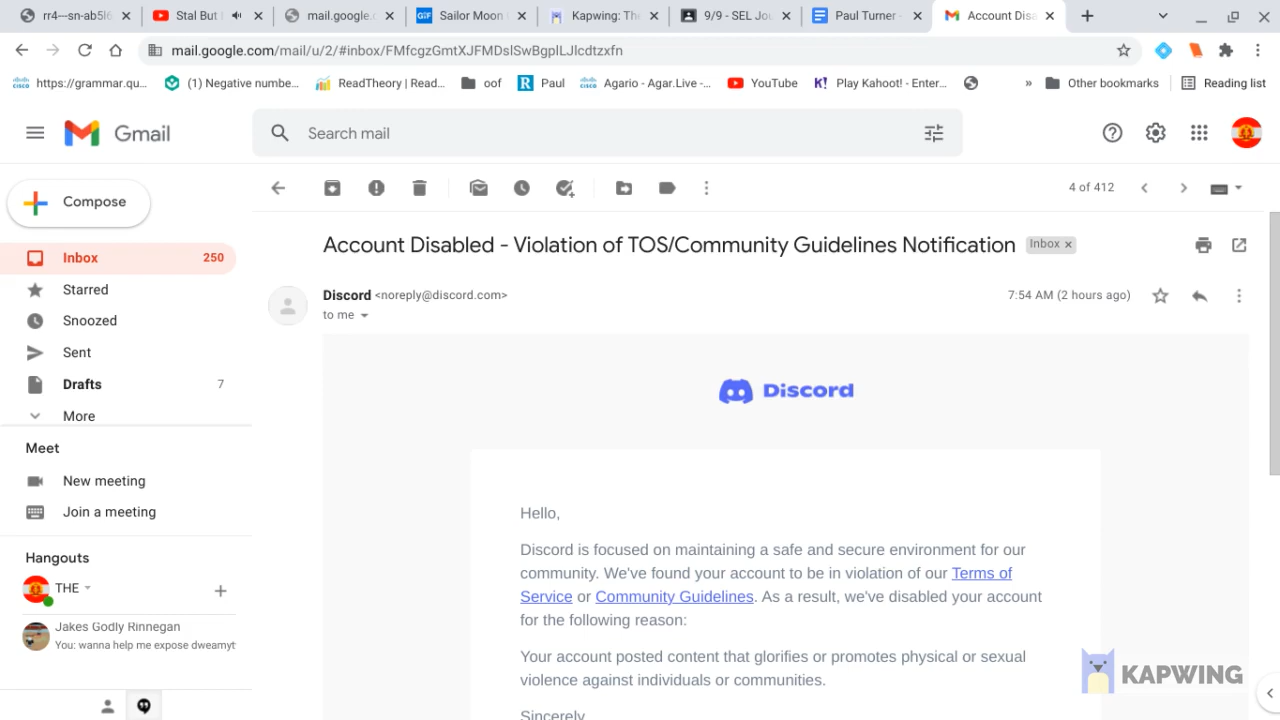 rr4---sn-ab5l6
Stal But
mail.google.c
GIF
Sailor Moon
Kapwing: The
9/9 - SEL Jou
Paul Turner -
Account Disa
mail.google.com/mail/u/2/#inbox/FMfcgzGmtXJFMDslSwBgplLJlcdtzxfn
https://grammar.qu...
(1) Negative numbe...
ReadTheory | Read...
oof
R Paul
Agario - Agar.Live -...
YouTube
K! Play Kahoot! - Enter...
» Other bookmarks
Reading list
Gmail
Search mail
Compose
4 of 412
Inbox 250
Starred
Snoozed
Sent
Drafts 7
More
Meet
New meeting
Join a meeting
Hangouts
THE
Jakes Godly Rinnegan
You: wanna help me expose dweamyt
Account Disabled - Violation of TOS/Community Guidelines Notification Inbox ×
Discord <noreply@discord.com> 7:54 AM (2 hours ago)
to me
Discord
Hello,
Discord is focused on maintaining a safe and secure environment for our
community. We've found your account to be in violation of our Terms of
Service or Community Guidelines. As a result, we've disabled your account
for the following reason:
Your account posted content that glorifies or promotes physical or sexual
violence against individuals or communities.
Sincerely,
KAPWING